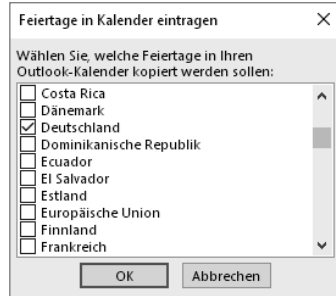 Feiertage in Kalender eintragen
Wählen Sie, welche Feiertage in Ihren
Outlook-Kalender kopiert werden sollen:
Costa Rica
Dänemark
Deutschland
Dominikanische Republik
Ecuador
El Salvador
Estland
Europäische Union
Finnland
Frankreich
OK Abbrechen